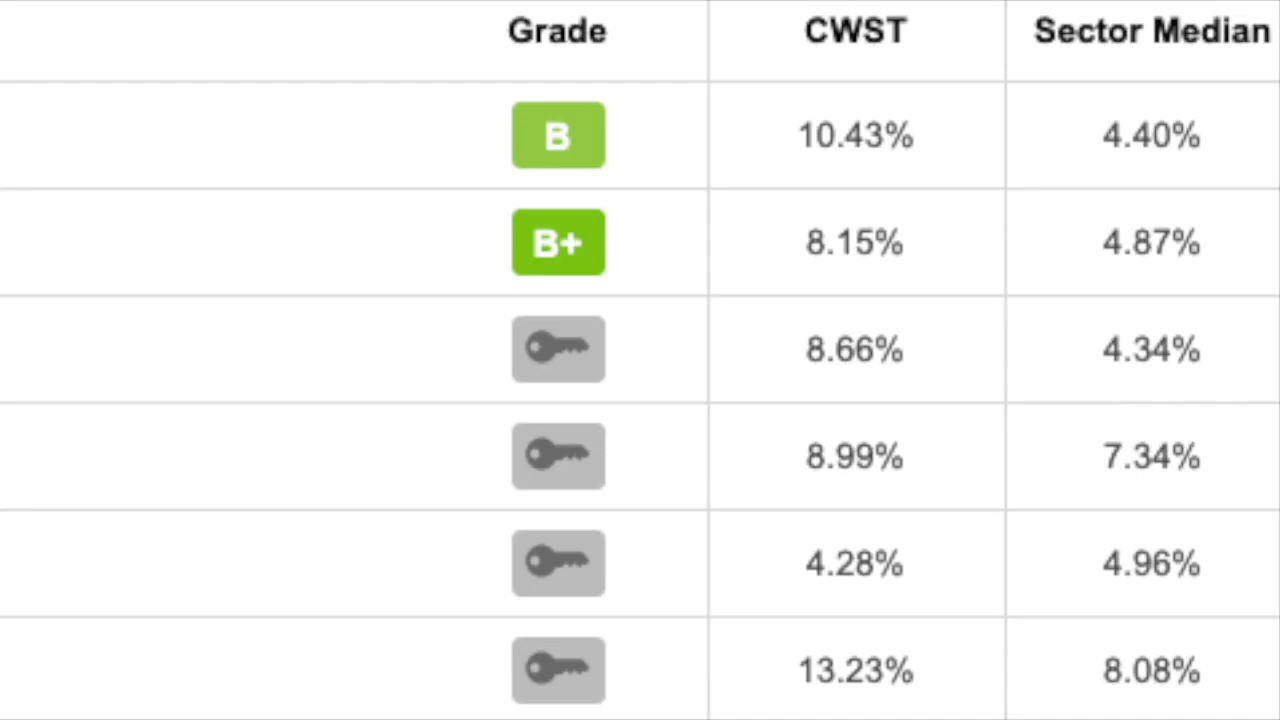 Grade CWST Sector Median
B 10.43% 4.40%
B+ 8.15% 4.87%
8.66% 4.34%
8.99% 7.34%
4.28% 4.96%
13.23% 8.08%